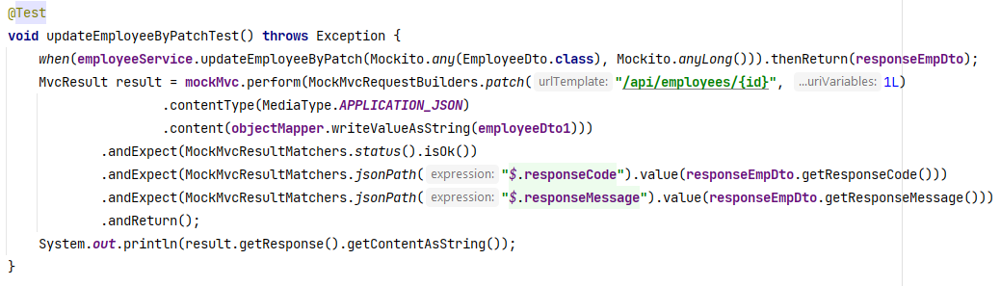 @Test
void updateEmployeeByPatchTest() throws Exception {
    when(employeeService.updateEmployeeByPatch(Mockito.any(EmployeeDto.class), Mockito.anyLong())).thenReturn(responseEmpDto);
    MvcResult result = mockMvc.perform(MockMvcRequestBuilders.patch( urlTemplate: "/api/employees/{id}", ...uriVariables: 1L)
                    .contentType(MediaType.APPLICATION_JSON)
                    .content(objectMapper.writeValueAsString(employeeDto1)))
            .andExpect(MockMvcResultMatchers.status().isOk())
            .andExpect(MockMvcResultMatchers.jsonPath( expression: "$.responseCode").value(responseEmpDto.getResponseCode()))
            .andExpect(MockMvcResultMatchers.jsonPath( expression: "$.responseMessage").value(responseEmpDto.getResponseMessage()))
            .andReturn();
    System.out.println(result.getResponse().getContentAsString());
}